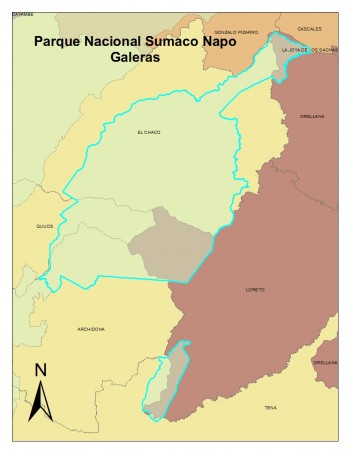 CAYAMBE
Parque Nacional Sumaco Napo
Galeras
GONZALO PIZARRO
CASCALES
LA JOYA DE LOS SACHAS
ORELLANA
EL CHACO
QUIJOS
LORETO
ARCHIDONA
ORELLANA
N
TENA